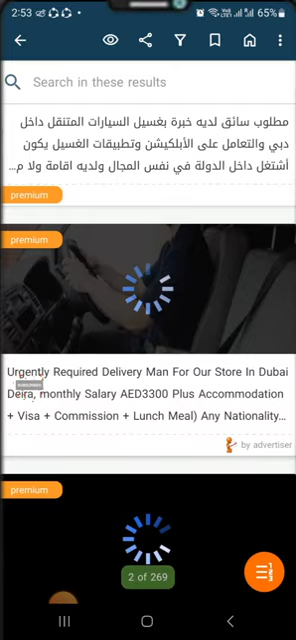 2:53
65%
Search in these results
مطلوب سائق لديه خبرة بغسيل السيارات المتنقل داخل
دبي والتعامل على الأبلكيشن وتطبيقات الغسيل يكون
أشتغل داخل الدولة في نفس المجال ولديه اقامة ولا م...
premium
premium
Urgently Required Delivery Man For Our Store In Dubai
Deira, monthly Salary AED3300 Plus Accommodation
+ Visa + Commission + Lunch Meal) Any Nationality...
by advertiser
premium
2 of 269